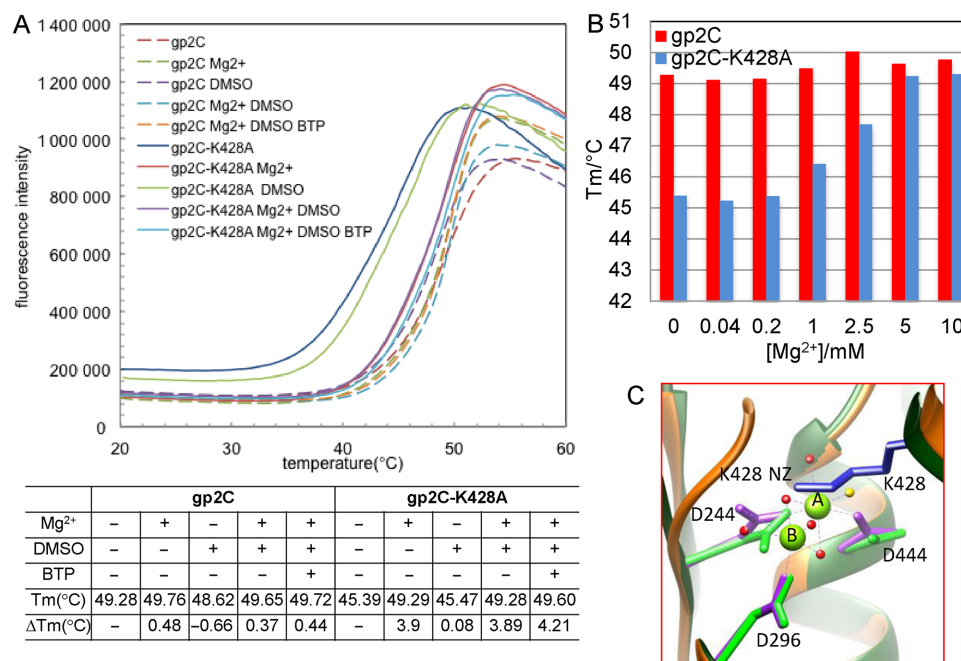 A
1 400 000
1 200 000
1 000 000
800 000
600 000
400 000
200 000
0
fluorescence intensity
20 30 40 50 60
temperature(°C)
gp2C
gp2C Mg2+
gp2C DMSO
gp2C Mg2+ DMSO
gp2C Mg2+ DMSO BTP
gp2C-K428A
gp2C-K428A Mg2+
gp2C-K428A DMSO
gp2C-K428A Mg2+ DMSO
gp2C-K428A Mg2+ DMSO BTP
gp2C gp2C-K428A
Mg²⁺ – + – + + – + – + +
DMSO – – + + + – – + + +
BTP – – – – + – – – – +
Tm(°C) 49.28 49.76 48.62 49.65 49.72 45.39 49.29 45.47 49.28 49.60
ΔTm(°C) – 0.48 –0.66 0.37 0.44 – 3.9 0.08 3.89 4.21
B
gp2C
gp2C-K428A
51
50
49
48
47
46
45
44
43
42
Tm/°C
0 0.04 0.2 1 2.5 5 10
[Mg²⁺]/mM
C
K428 NZ
K428
A
D244
B
D444
D296